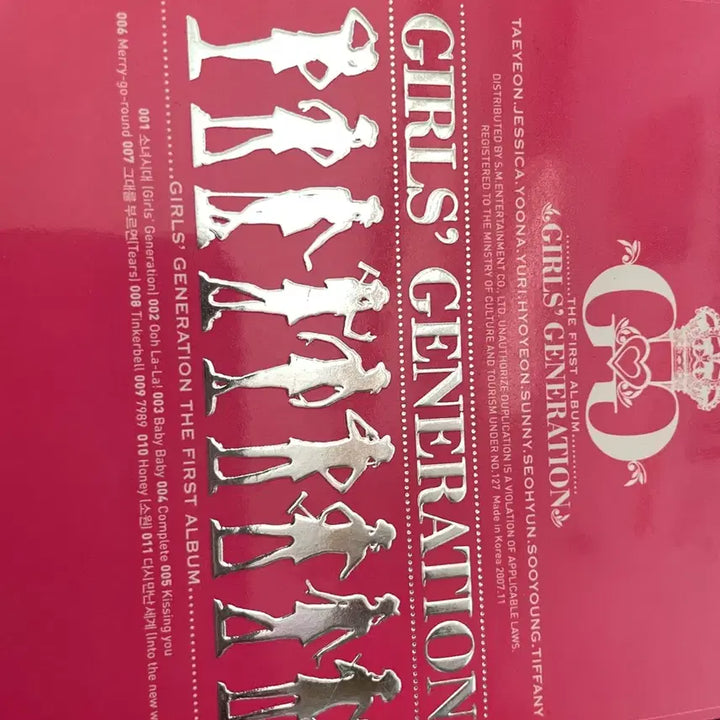 THE FIRST ALBUM
GIRLS' GENERATION
TAEYEON.JESSICA.YOONA.YURI.HYOYEON.SUNNY.SEOHYUN.SOOYOUNG.TIFFANY
DISTRIBUTED BY S.M.ENTERTAINMENT CO., LTD. UNAUTHORIZE DUPLICATION IS A VIOLATION OF APPLICABLE LAWS.
REGISTERED TO THE MINISTRY OF CULTURE AND TOURISM UNDER NO.127 Made in Korea 2007.11
GIRLS' GENERATION
GIRLS' GENERATION THE FIRST ALBUM
001 소녀시대 (Girls' Generation) 002 Ooh La-La! 003 Baby Baby 004 Complete 005 Kissing you
006 Merry-go-round 007 그대를 부르면(Tears) 008 Tinkerbell 009 7989 010 Honey (소원) 011 다시 만난 세계 (Into the new